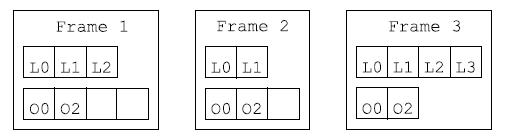 Frame 1
L0 L1 L2
O0 O2
Frame 2
L0 L1
O0 O2
Frame 3
L0 L1 L2 L3
O0 O2